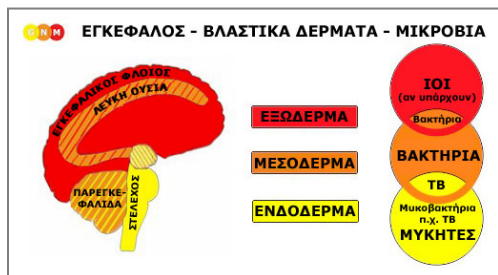 GNM ΕΓΚΕΦΑΛΟΣ - ΒΛΑΣΤΙΚΑ ΔΕΡΜΑΤΑ - ΜΙΚΡΟΒΙΑ
ΕΓΚΕΦΑΛΙΚΟΣ ΦΛΟΙΟΣ
ΛΕΥΚΗ ΟΥΣΙΑ
ΠΑΡΕΓΚΕ-
ΦΑΛΙΔΑ
ΣΤΕΛΕΧΟΣ
ΕΞΩΔΕΡΜΑ
ΜΕΣΟΔΕΡΜΑ
ΕΝΔΟΔΕΡΜΑ
ΙΟΙ
(αν υπάρχουν)
Βακτήρια
ΒΑΚΤΗΡΙΑ
ΤΒ
Μυκοβακτήρια
π.χ. ΤΒ
ΜΥΚΗΤΕΣ